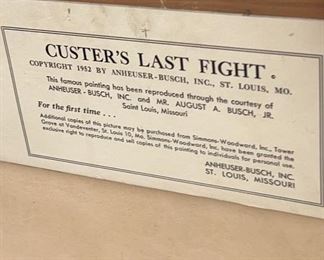 CUSTER'S LAST FIGHT.
COPYRIGHT 1952 BY ANHEUSER-BUSCH, INC., ST. LOUIS, MO.
This famous painting has been reproduced through the courtesy of
ANHEUSER - BUSCH, INC. and MR. AUGUST A. BUSCH, JR.
Saint Louis, Missouri
For the first time . . .
Additional copies of this picture may be purchased from Simmons-Woodward, Inc., Tower
Grove at Vandeventer, St. Louis 10, Mo. Simmons-Woodward, Inc. have been granted the
exclusive right to reproduce and sell copies of this painting to individuals for personal use.
ANHEUSER-BUSCH, INC.
ST. LOUIS, MISSOURI